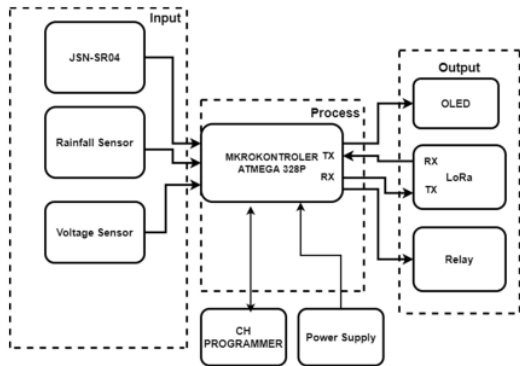 Input
JSN-SR04
Rainfall Sensor
Voltage Sensor
Process
MKROKONTROLER
ATMEGA 328P
TX
RX
CH
PROGRAMMER
Power Supply
Output
OLED
RX
LoRa
TX
Relay